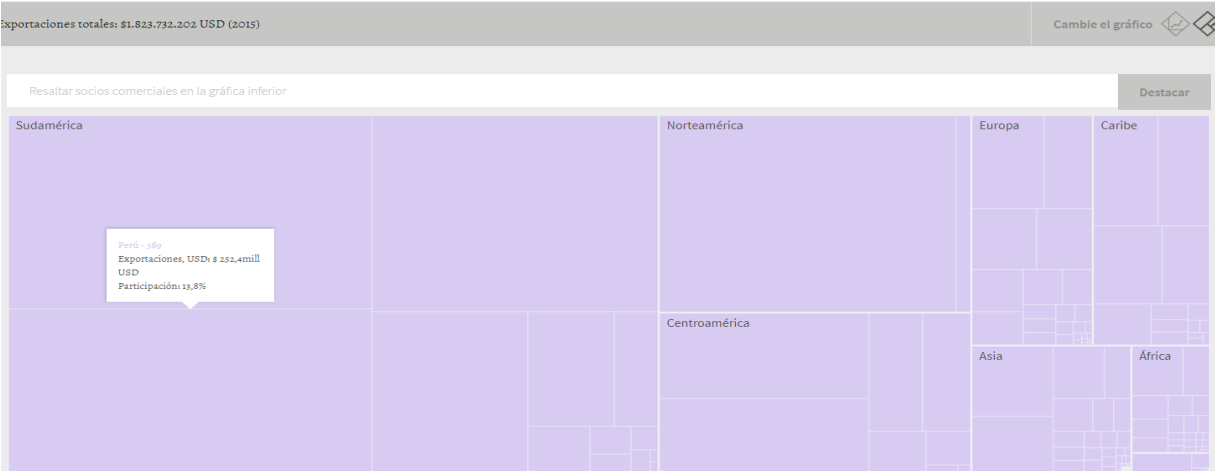 Exportaciones totales: $1.823.732.202 USD (2015)
Cambie el gráfico
Resaltar socios comerciales en la gráfica inferior
Destacar
Sudamérica
Norteamérica
Europa
Caribe
Perú - 389
Exportaciones, USD: $ 252,4mill
USD
Participación: 13,8%
Centroamérica
Asia
África